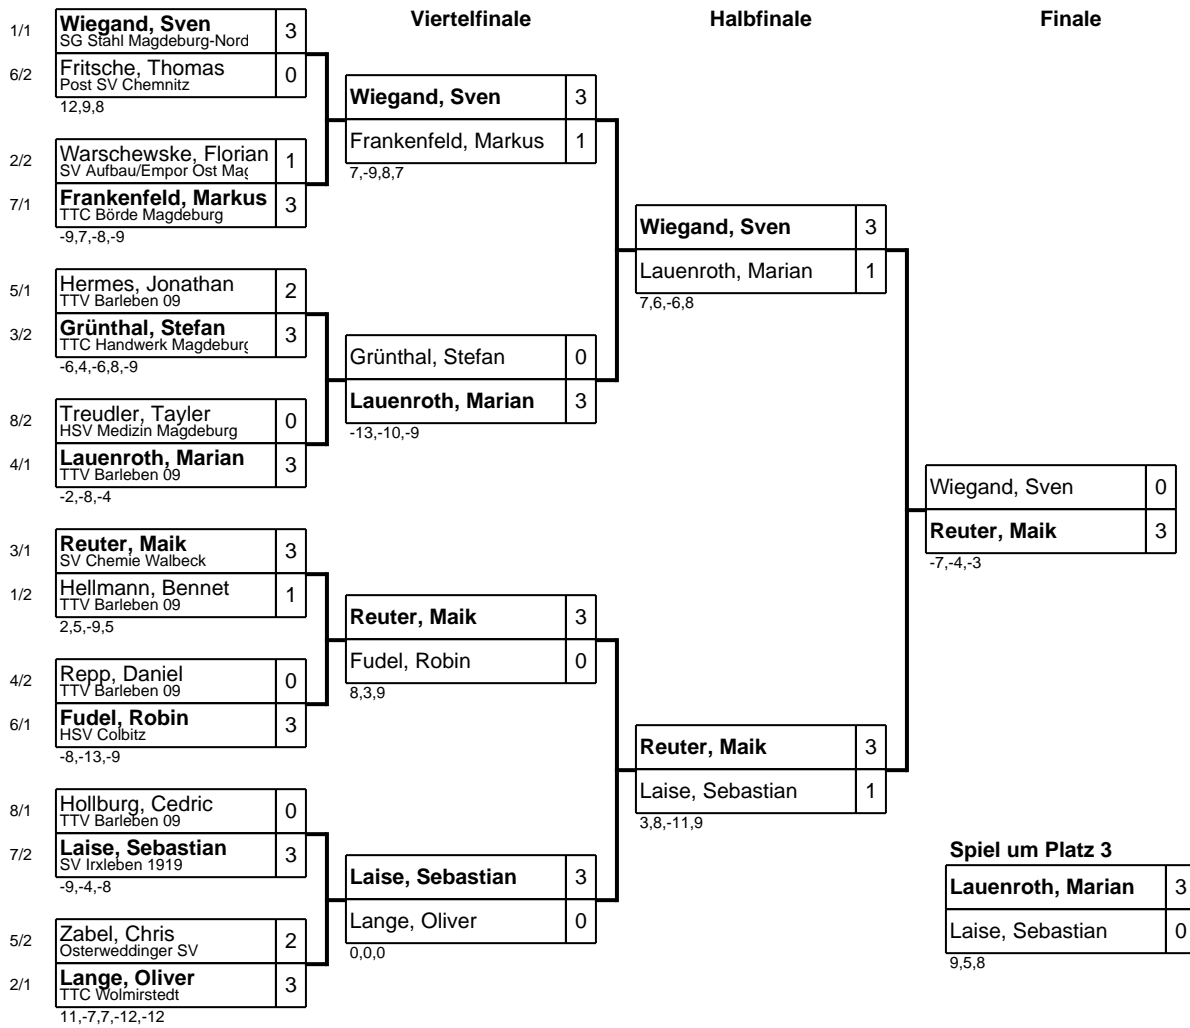 Viertelfinale
Halbfinale
Finale
1/1 Wiegand, Sven 3
SG Stahl Magdeburg-Nord
6/2 Fritsche, Thomas 0
Post SV Chemnitz
12,9,8
2/2 Warschewske, Florian 1
SV Aufbau/Empor Ost Mag
7/1 Frankenfeld, Markus 3
TTC Börde Magdeburg
-9,7,-8,-9
5/1 Hermes, Jonathan 2
TTV Barleben 09
3/2 Grünthal, Stefan 3
TTC Handwerk Magdeburg
-6,4,-6,8,-9
8/2 Treudler, Tayler 0
HSV Medizin Magdeburg
4/1 Lauenroth, Marian 3
TTV Barleben 09
-2,-8,-4
3/1 Reuter, Maik 3
SV Chemie Walbeck
1/2 Hellmann, Bennet 1
TTV Barleben 09
2,5,-9,5
4/2 Repp, Daniel 0
TTV Barleben 09
6/1 Fudel, Robin 3
HSV Colbitz
-8,-13,-9
8/1 Hollburg, Cedric 0
TTV Barleben 09
7/2 Laise, Sebastian 3
SV Irxleben 1919
-9,-4,-8
5/2 Zabel, Chris 2
Osterweddinger SV
2/1 Lange, Oliver 3
TTC Wolmirstedt
11,-7,7,-12,-12
Wiegand, Sven 3
Frankenfeld, Markus 1
7,-9,8,7
Grünthal, Stefan 0
Lauenroth, Marian 3
-13,-10,-9
Reuter, Maik 3
Fudel, Robin 0
8,3,9
Laise, Sebastian 3
Lange, Oliver 0
0,0,0
Wiegand, Sven 3
Lauenroth, Marian 1
7,6,-6,8
Reuter, Maik 3
Laise, Sebastian 1
3,8,-11,9
Wiegand, Sven 0
Reuter, Maik 3
-7,-4,-3
Spiel um Platz 3
Lauenroth, Marian 3
Laise, Sebastian 0
9,5,8